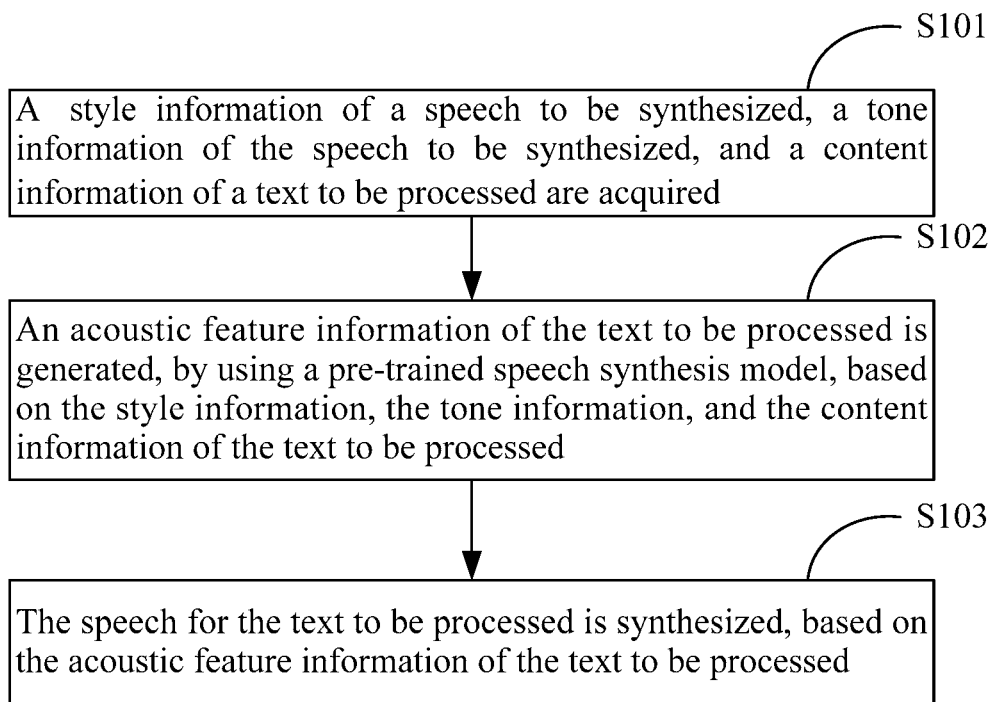 S101
A style information of a speech to be synthesized, a tone
information of the speech to be synthesized, and a content
information of a text to be processed are acquired
S102
An acoustic feature information of the text to be processed is
generated, by using a pre-trained speech synthesis model, based
on the style information, the tone information, and the content
information of the text to be processed
S103
The speech for the text to be processed is synthesized, based on
the acoustic feature information of the text to be processed